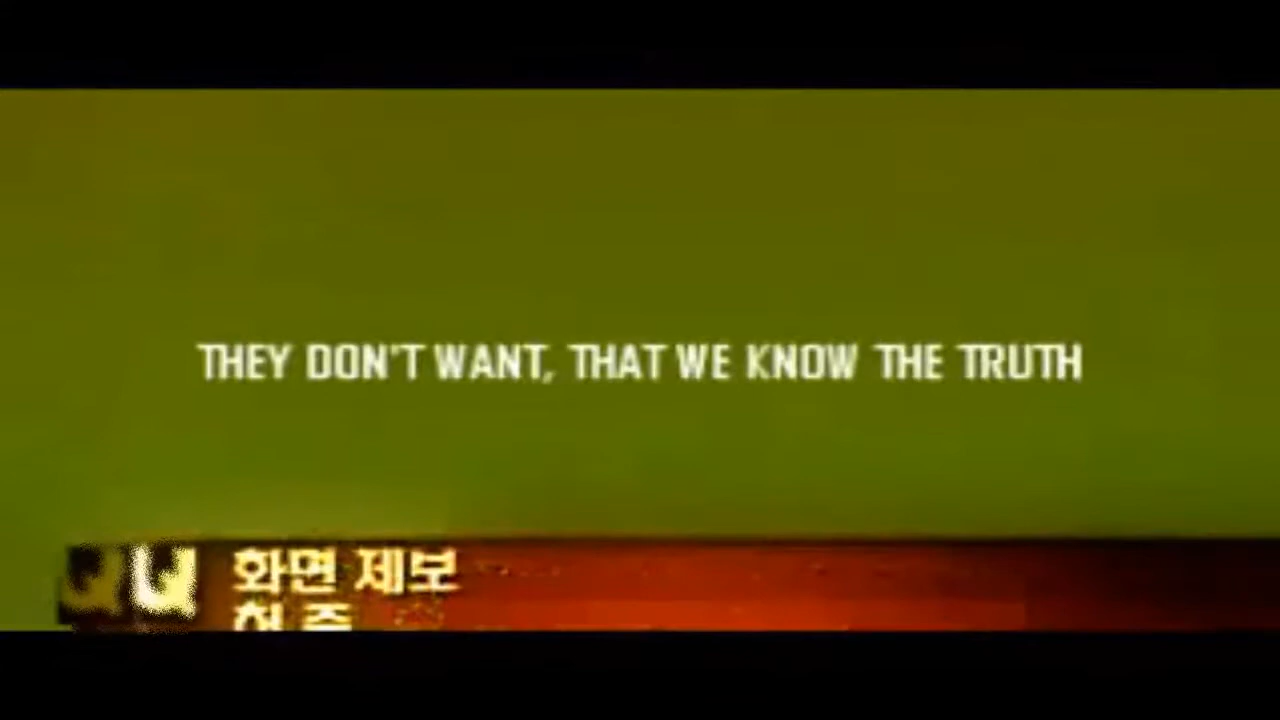 THEY DON'T WANT, THAT WE KNOW THE TRUTH
화면 제보